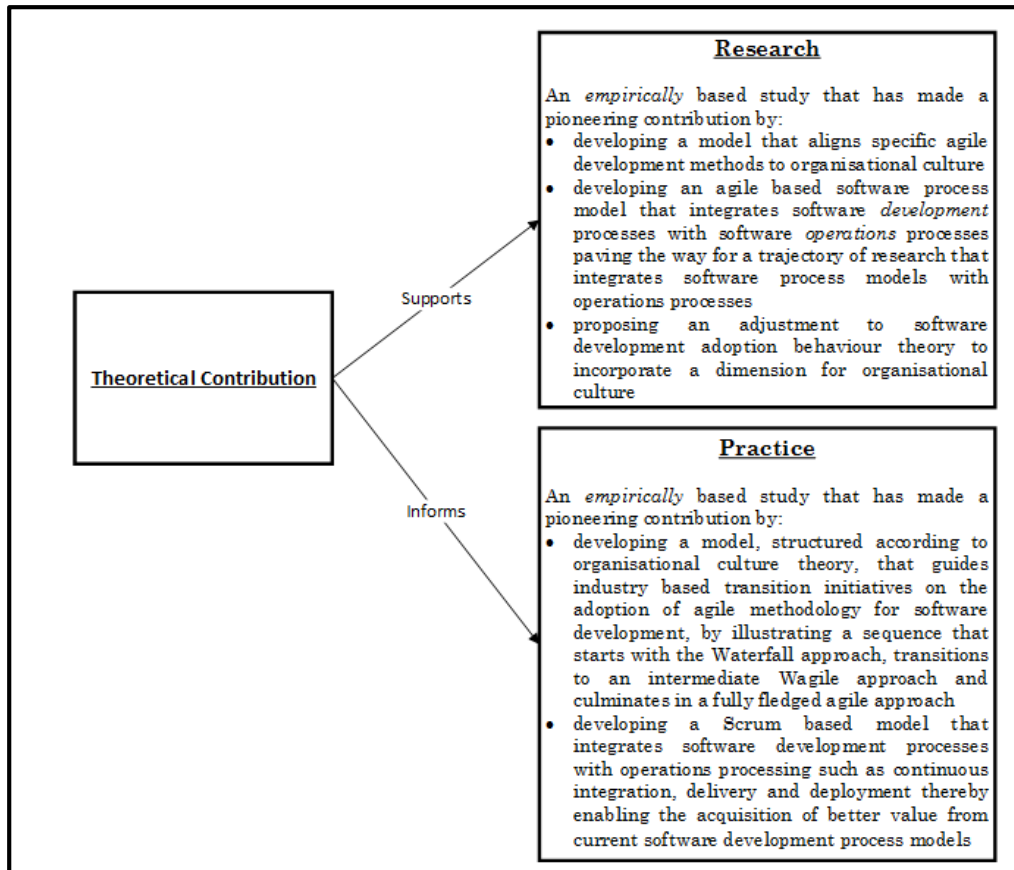 Research
An empirically based study that has made a
pioneering contribution by:
• developing a model that aligns specific agile
development methods to organisational culture
• developing an agile based software process
model that integrates software development
processes with software operations processes
paving the way for a trajectory of research that
integrates software process models with
operations processes
• proposing an adjustment to software
development adoption behaviour theory to
incorporate a dimension for organisational
culture
Supports
Theoretical Contribution
Informs
Practice
An empirically based study that has made a
pioneering contribution by:
• developing a model, structured according to
organisational culture theory, that guides
industry based transition initiatives on the
adoption of agile methodology for software
development, by illustrating a sequence that
starts with the Waterfall approach, transitions
to an intermediate Wagile approach and
culminates in a fully fledged agile approach
• developing a Scrum based model that
integrates software development processes
with operations processing such as continuous
integration, delivery and deployment thereby
enabling the acquisition of better value from
current software development process models